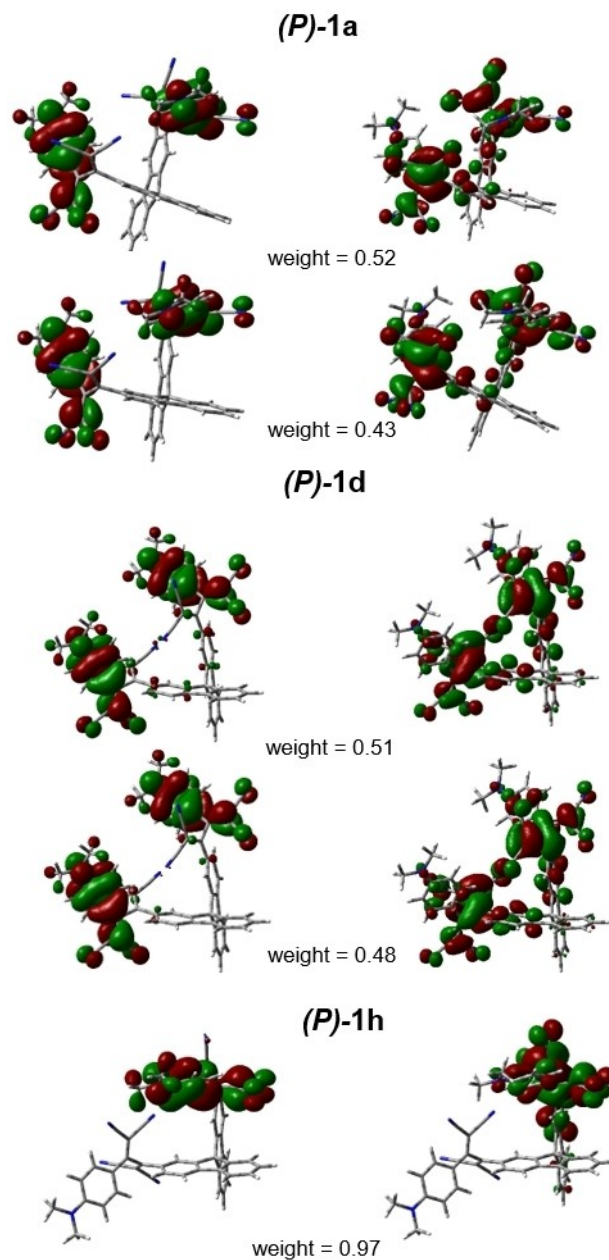 (P)-1a
weight = 0.52
weight = 0.43
(P)-1d
weight = 0.51
weight = 0.48
(P)-1h
weight = 0.97